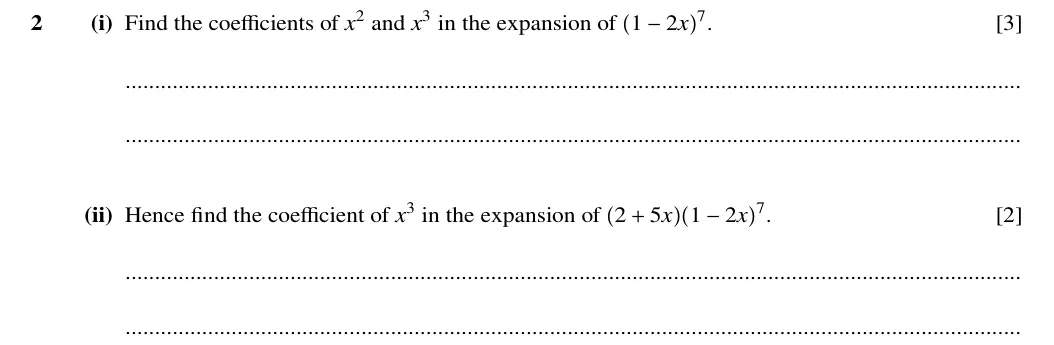 2 (i) Find the coefficients of x² and x³ in the expansion of (1 − 2x)⁷. [3]
(ii) Hence find the coefficient of x³ in the expansion of (2 + 5x)(1 − 2x)⁷. [2]